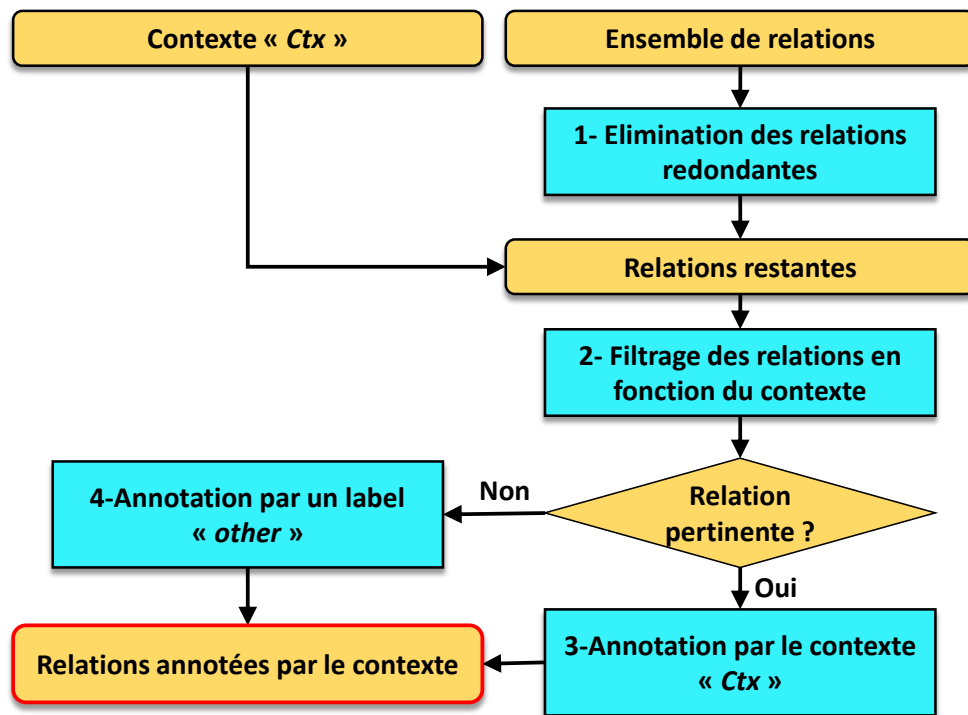 Contexte « Ctx »
Ensemble de relations
1- Elimination des relations
redondantes
Relations restantes
2- Filtrage des relations en
fonction du contexte
Relation
pertinente ?
Non
4-Annotation par un label
« other »
Oui
3-Annotation par le contexte
« Ctx »
Relations annotées par le contexte